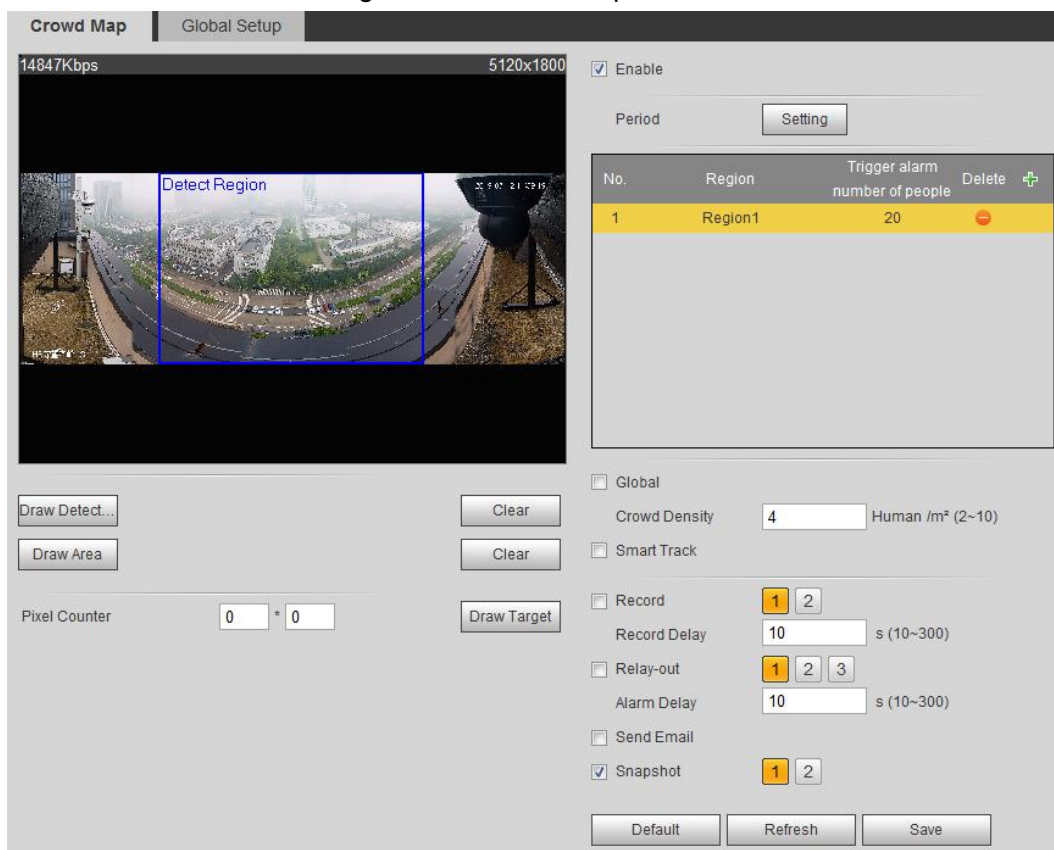 Crowd Map
Global Setup
14847Kbps
5120x1800
Detect Region
Draw Detect...
Clear
Draw Area
Clear
Pixel Counter
0 * 0
Draw Target
Enable
Period
Setting
No.
Region
Trigger alarm
number of people
Delete
1
Region1
20
Global
Crowd Density
4
Human /m² (2~10)
Smart Track
Record
1 2
Record Delay
10
s (10~300)
Relay-out
1 2 3
Alarm Delay
10
s (10~300)
Send Email
Snapshot
1 2
Default
Refresh
Save